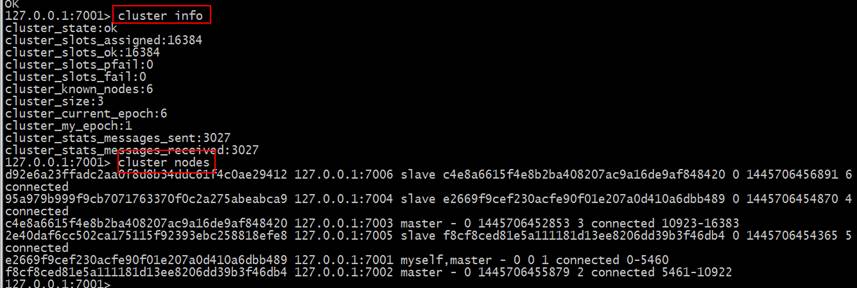 ok
127.0.0.1:7001> cluster info
cluster_state:ok
cluster_slots_assigned:16384
cluster_slots_ok:16384
cluster_slots_pfail:0
cluster_slots_fail:0
cluster_known_nodes:6
cluster_size:3
cluster_current_epoch:6
cluster_my_epoch:1
cluster_stats_messages_sent:3027
cluster_stats_messages_received:3027
127.0.0.1:7001> cluster nodes
d92e6a23ffadc2aa0f8d8b34ddc61f4c0ae29412 127.0.0.1:7006 slave c4e8a6615f4e8b2ba408207ac9a16de9af848420 0 1445706456891 6
connected
95a979b999f9cb7071763370f0c2a275abeabca9 127.0.0.1:7004 slave e2669f9cef230acfe90f01e207a0d410a6dbb489 0 1445706454870 4
connected
c4e8a6615f4e8b2ba408207ac9a16de9af848420 127.0.0.1:7003 master - 0 1445706452853 3 connected 10923-16383
2e40daf6cc502ca175115f92393ebc258818efe8 127.0.0.1:7005 slave f8cf8ced81e5a111181d13ee8206dd39b3f46db4 0 1445706454365 5
connected
e2669f9cef230acfe90f01e207a0d410a6dbb489 127.0.0.1:7001 myself,master - 0 0 1 connected 0-5460
f8cf8ced81e5a111181d13ee8206dd39b3f46db4 127.0.0.1:7002 master - 0 1445706455879 2 connected 5461-10922
127.0.0.1:7001>